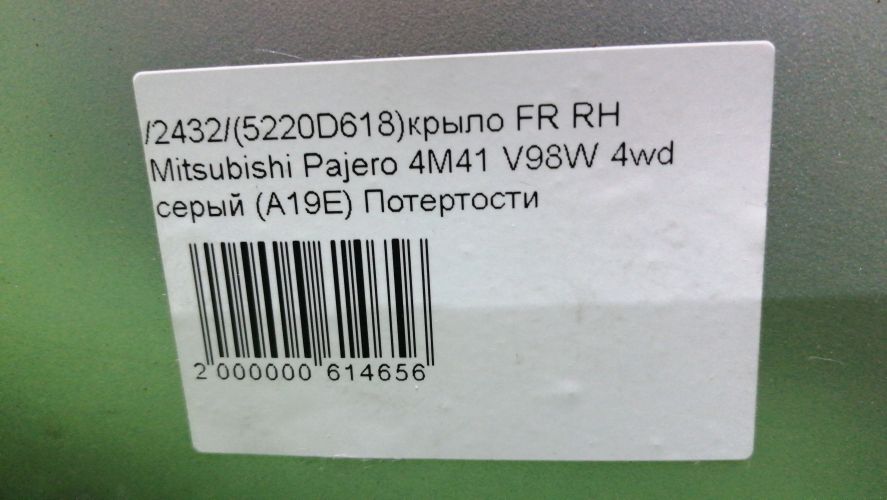 /2432/(5220D618)крыло FR RH
Mitsubishi Pajero 4M41 V98W 4wd
серый (A19E) Потертости
2 000000 614656